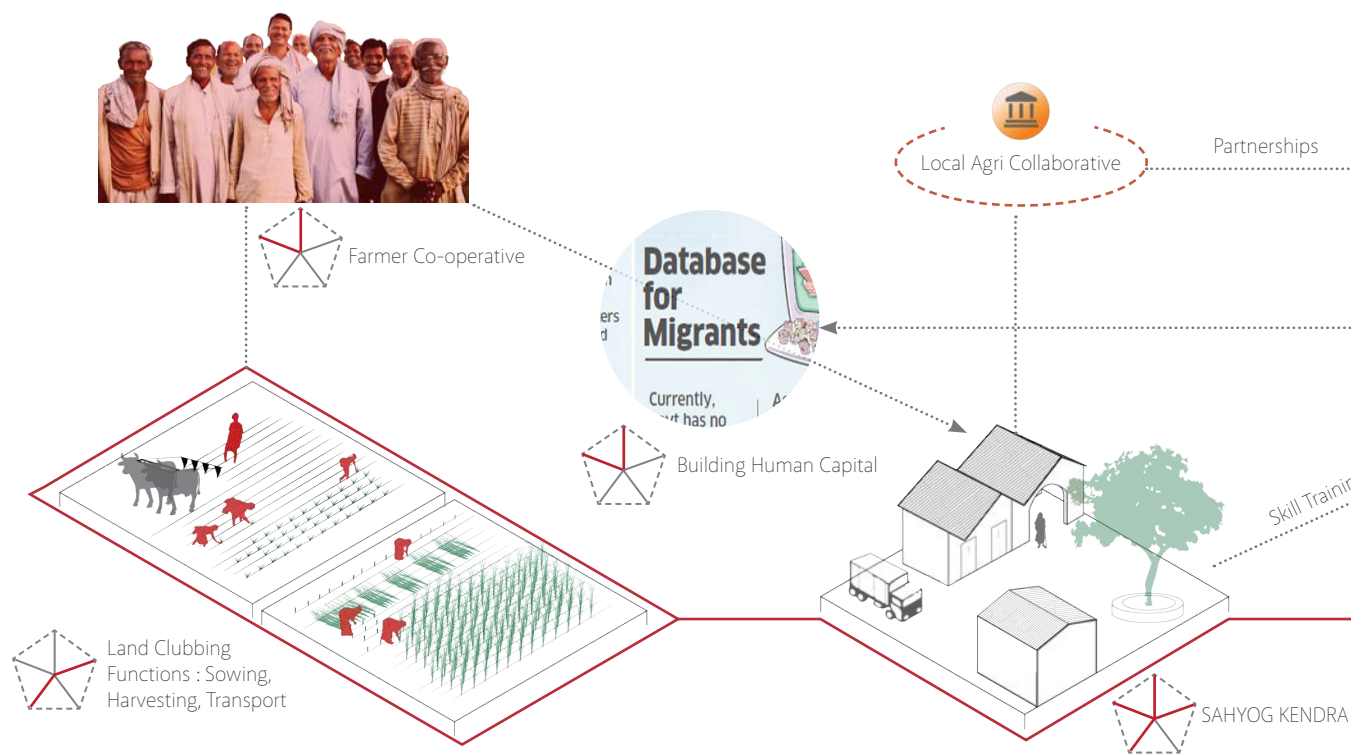 Local Agri Collaborative
Partnerships
Farmer Co-operative
Database
for
Migrants
Currently,
has no
Building Human Capital
Skill
Land Clubbing
Functions : Sowing,
Harvesting, Transport
SAHYOG KENDRA